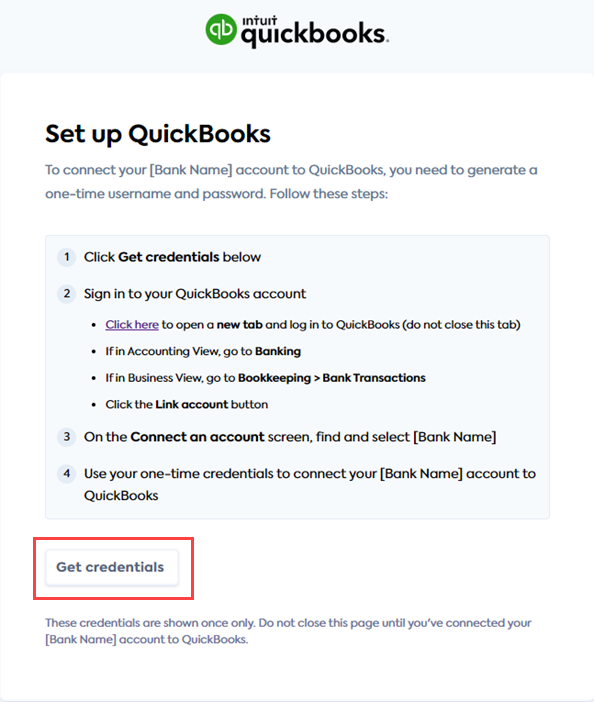 intuit
quickbooks.
Set up QuickBooks
To connect your [Bank Name] account to QuickBooks, you need to generate a
one-time username and password. Follow these steps:
1 Click Get credentials below
2 Sign in to your QuickBooks account
• Click here to open a new tab and log in to QuickBooks (do not close this tab)
• If in Accounting View, go to Banking
• If in Business View, go to Bookkeeping > Bank Transactions
• Click the Link account button
3 On the Connect an account screen, find and select [Bank Name]
4 Use your one-time credentials to connect your [Bank Name] account to
QuickBooks
Get credentials
These credentials are shown once only. Do not close this page until you've connected your
[Bank Name] account to QuickBooks.